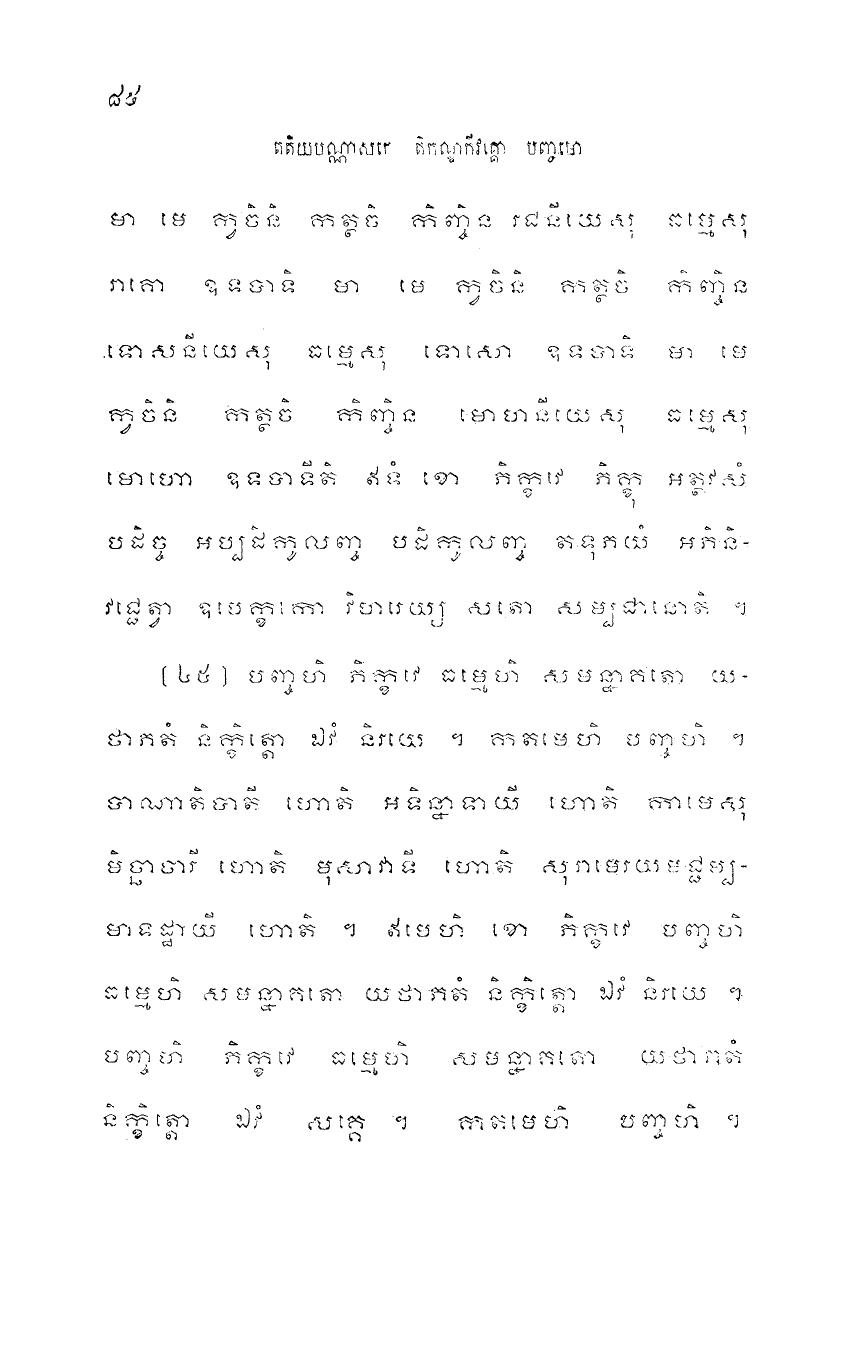 ៨៤
តតិយបណ្ណាសកេ តិកណ្ឌកីវគ្គោ បញ្ចមោ
មា មេ ក្វចិនិ កត្ថចិ កិញ្ចិន រជនីយេសុ ធម្មេសុ
រាគោ ឧទបាទិ មា មេ ក្វចិនិ កត្ថចិ កិញ្ចិន
ទោសនីយេសុ ធម្មេសុ ទោសោ ឧទបាទិ មា មេ
ក្វចិនិ កត្ថចិ កិញ្ចិន មោហនីយេសុ ធម្មេសុ
មោហោ ឧទបាទីតិ ឥទំ ខោ ភិក្ខវេ ភិក្ខុ អត្ថវសំ
បដិច្ច អប្បដិកូលញ្ច បដិកូលញ្ច តទុភយំ អភិនិ-
វជ្ជេត្វា ឧបេក្ខកោ វិហរេយ្យ សតោ សម្បជានោតិ ។
(៤៥) បញ្ចហិ ភិក្ខវេ ធម្មេហិ សមន្នាគតោ យ-
ថាភតំ និក្ខិត្តោ ឯវំ និរយេ ។ កតមេហិ បញ្ចហិ ។
បាណាតិបាតី ហោតិ អទិន្នាទាយី ហោតិ កាមេសុ
មិច្ឆាចារី ហោតិ មុសាវាទី ហោតិ សុរាមេរយមជ្ជប្ប-
មាទដ្ឋាយី ហោតិ ។ ឥមេហិ ខោ ភិក្ខវេ បញ្ចហិ
ធម្មេហិ សមន្នាគតោ យថាភតំ និក្ខិត្តោ ឯវំ និរយេ ។
បញ្ចហិ ភិក្ខវេ ធម្មេហិ សមន្នាគតោ យថាភតំ
និក្ខិត្តោ ឯវំ សគ្គេ ។ កតមេហិ បញ្ចហិ ។